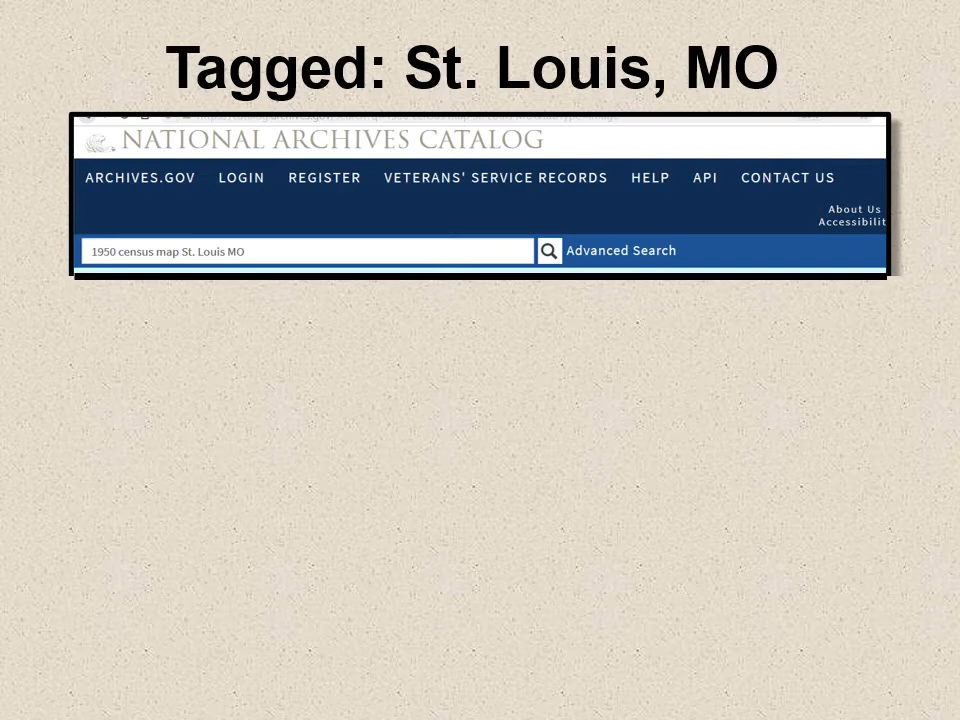 Tagged: St. Louis, MO
NATIONAL ARCHIVES CATALOG
ARCHIVES.GOV LOGIN REGISTER VETERANS' SERVICE RECORDS HELP API CONTACT US
About Us
Accessibilit
1950 census map St. Louis MO
Advanced Search